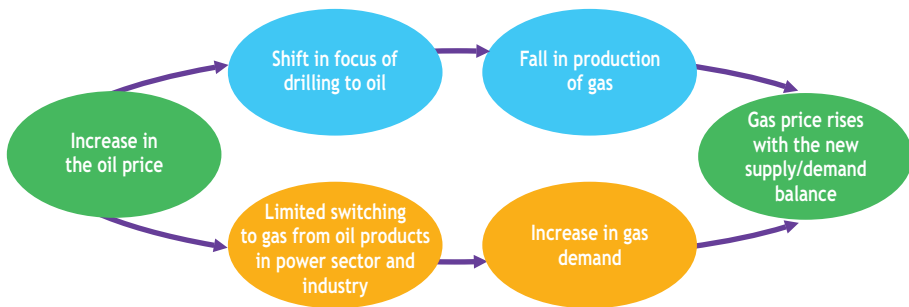 Shift in focus of
drilling to oil
Fall in production
of gas
Increase in
the oil price
Gas price rises
with the new
supply/demand
balance
Limited switching
to gas from oil products
in power sector and
industry
Increase in gas
demand